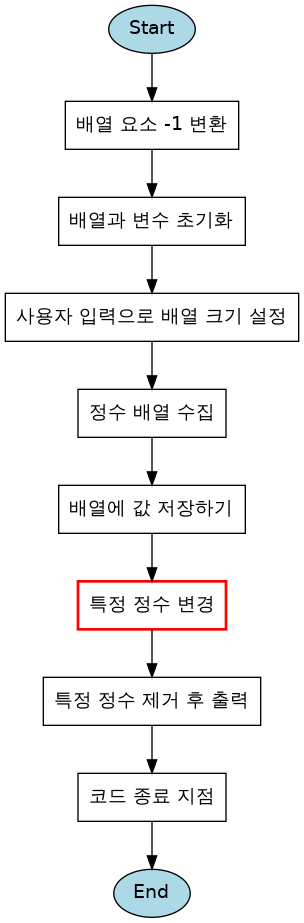 Start
배열 요소 -1 변환
배열과 변수 초기화
사용자 입력으로 배열 크기 설정
정수 배열 수집
배열에 값 저장하기
특정 정수 변경
특정 정수 제거 후 출력
코드 종료 지점
End